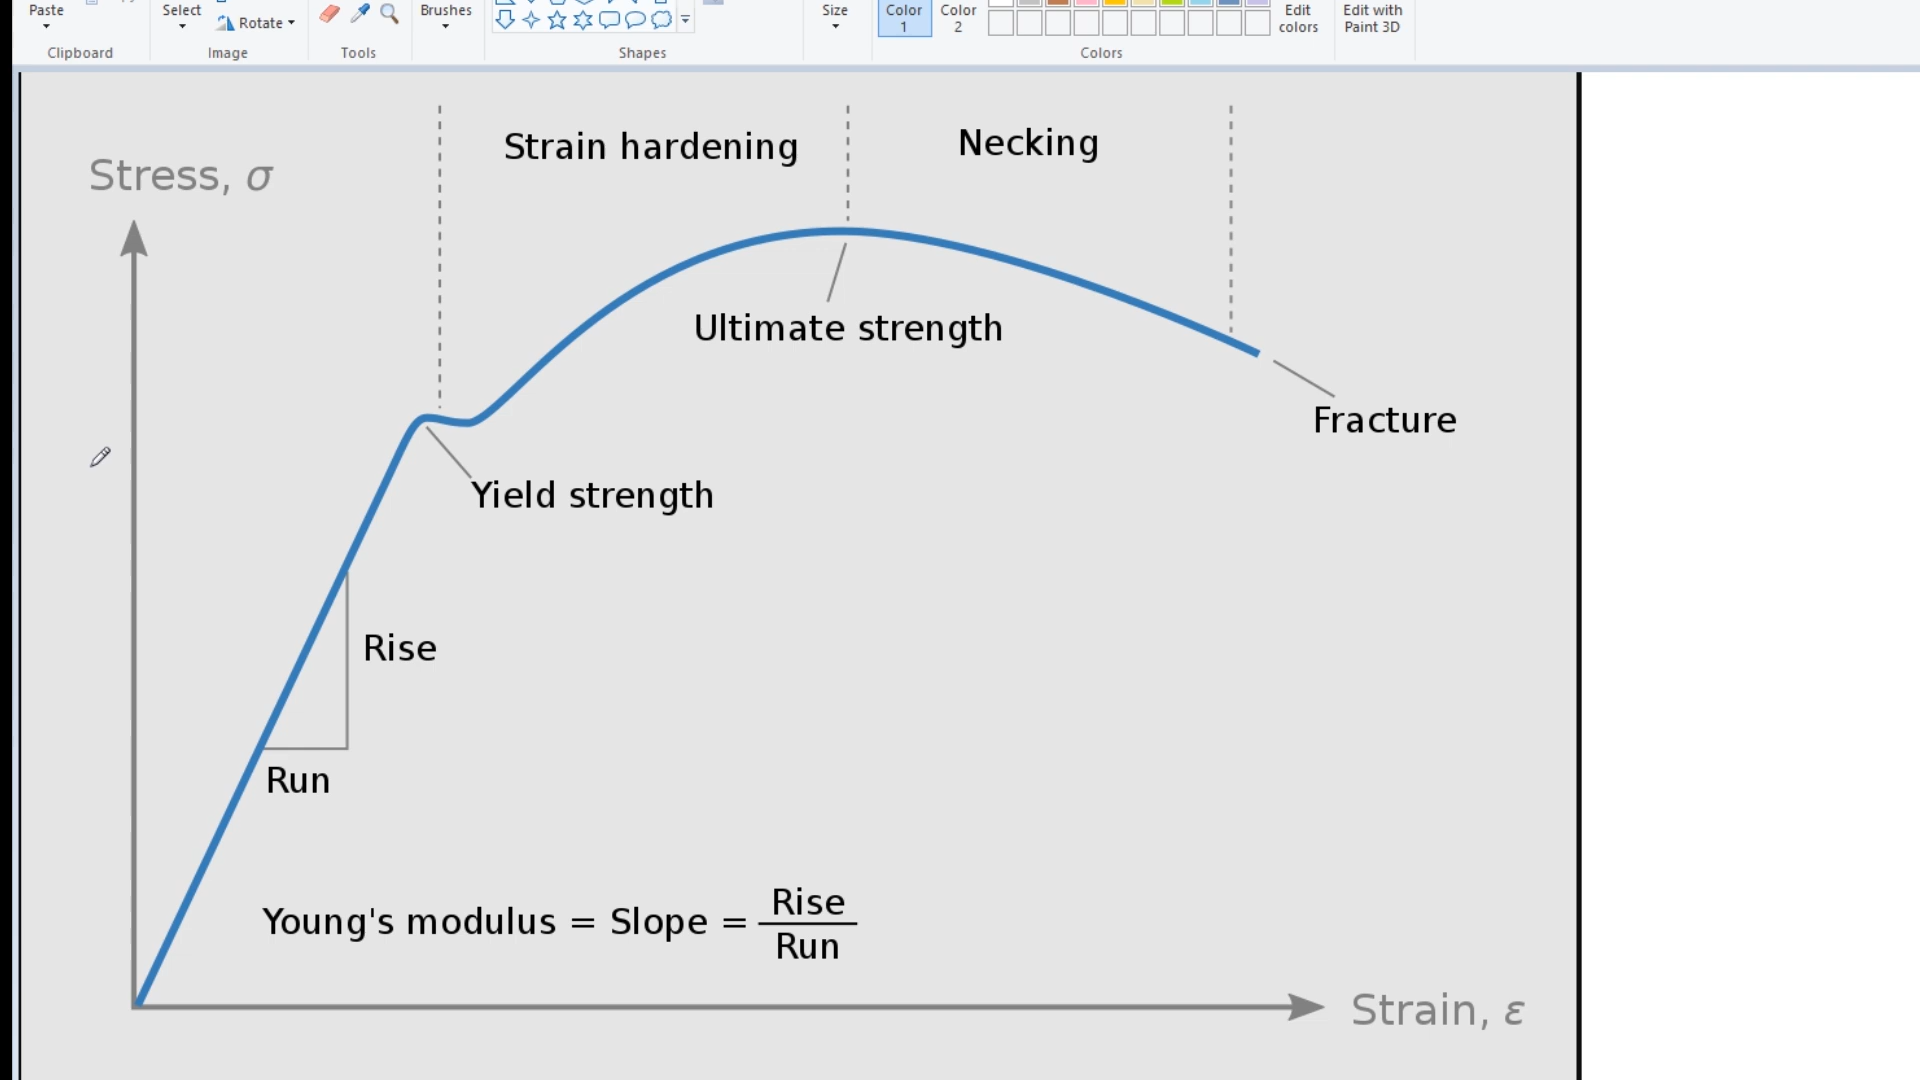 Paste
Select
Rotate
Brushes
Size
Color 1
Color 2
Edit colors
Edit with Paint 3D
Clipboard
Image
Tools
Shapes
Colors
Strain hardening
Necking
Stress, σ
Ultimate strength
Fracture
Yield strength
Rise
Run
Young's modulus = Slope = Rise
Run
Strain, ε